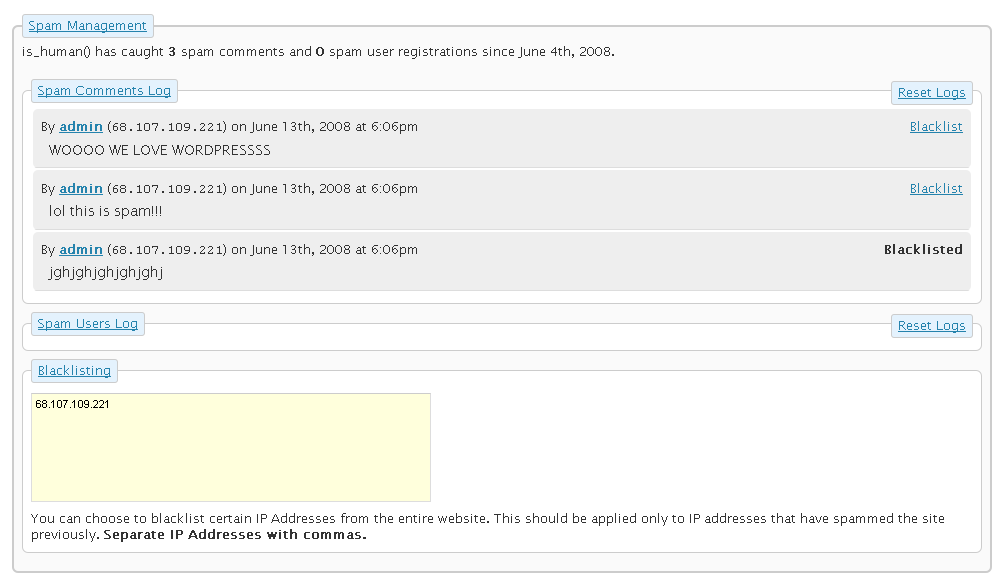 Spam Management
is_human() has caught 3 spam comments and 0 spam user registrations since June 4th, 2008.
Spam Comments Log
Reset Logs
By admin (68.107.109.221) on June 13th, 2008 at 6:06pm
Blacklist
WOOOO WE LOVE WORDPRESSSS
By admin (68.107.109.221) on June 13th, 2008 at 6:06pm
Blacklist
lol this is spam!!!
By admin (68.107.109.221) on June 13th, 2008 at 6:06pm
Blacklisted
jghjghjghjghjghj
Spam Users Log
Reset Logs
Blacklisting
68.107.109.221
You can choose to blacklist certain IP Addresses from the entire website. This should be applied only to IP addresses that have spammed the site
previously. Separate IP Addresses with commas.